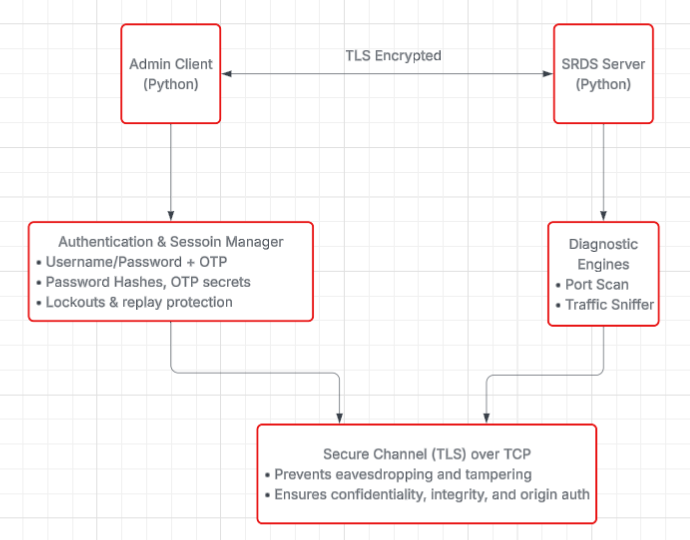 Admin Client
(Python)
TLS Encrypted
SRDS Server
(Python)
Authentication & Sessoin Manager
• Username/Password + OTP
• Password Hashes, OTP secrets
• Lockouts & replay protection
Diagnostic
Engines
• Port Scan
• Traffic Sniffer
Secure Channel (TLS) over TCP
• Prevents eavesdropping and tampering
• Ensures confidentiality, integrity, and origin auth